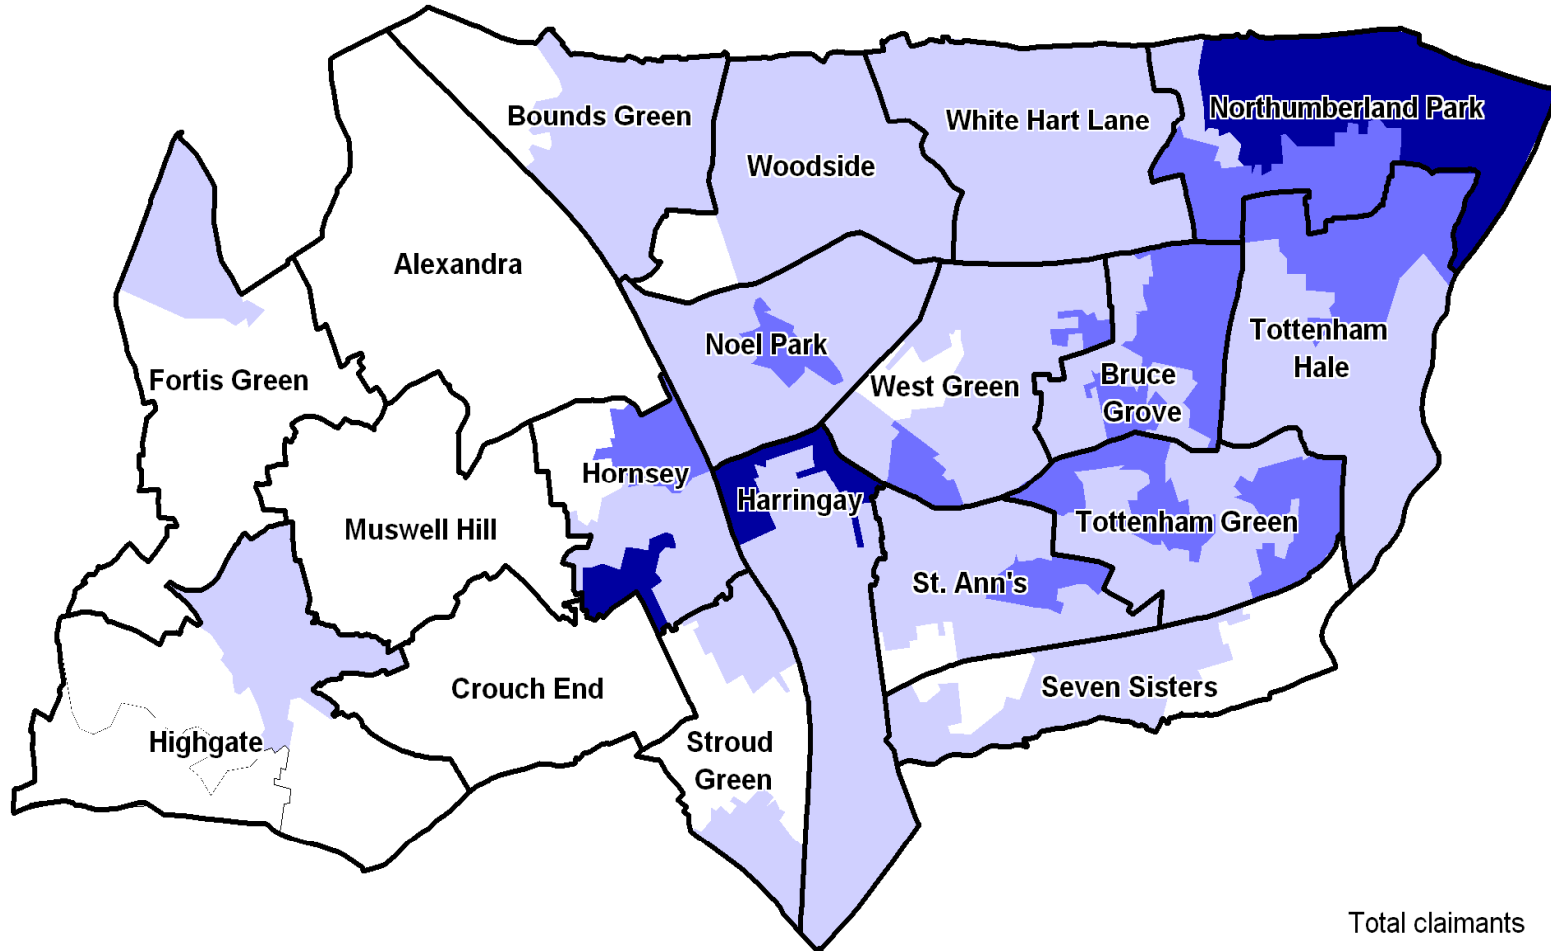 Bounds Green
White Hart Lane
Northumberland Park
Woodside
Alexandra
Tottenham
Hale
Noel Park
Fortis Green
West Green
Bruce
Grove
Hornsey
Harringay
Muswell Hill
Tottenham Green
St. Ann's
Crouch End
Seven Sisters
Highgate
Stroud
Green
Total claimants